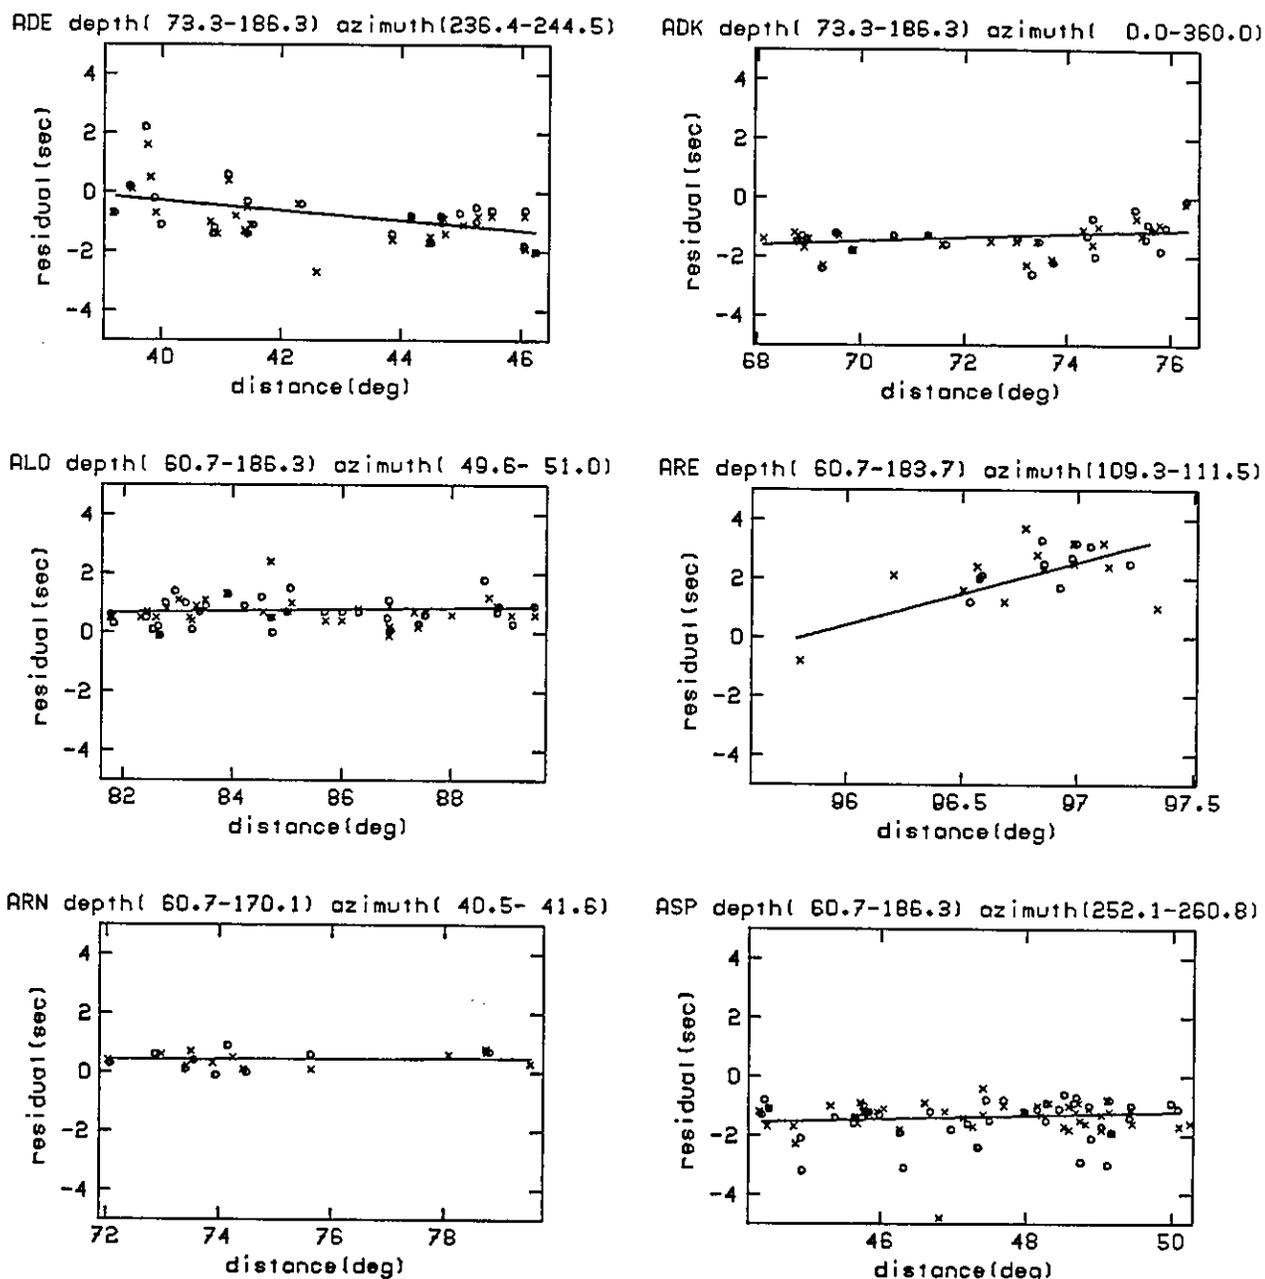 ADE depth( 73.3-186.3) azimuth(236.4-244.5)
4
2
0
-2
-4
residual(sec)
40 42 44 46
distance(deg)
ADK depth( 73.3-186.3) azimuth( 0.0-360.0)
4
2
0
-2
-4
residual(sec)
68 70 72 74 76
distance(deg)
ALQ depth( 60.7-186.3) azimuth( 49.6- 51.0)
4
2
0
-2
-4
residual(sec)
82 84 86 88
distance(deg)
ARE depth( 60.7-183.7) azimuth(109.3-111.5)
4
2
0
-2
-4
residual(sec)
96 96.5 97 97.5
distance(deg)
ARN depth( 60.7-170.1) azimuth( 40.5- 41.6)
4
2
0
-2
-4
residual(sec)
72 74 76 78
distance(deg)
ASP depth( 60.7-186.3) azimuth(252.1-260.8)
4
2
0
-2
-4
residual(sec)
46 48 50
distance(deg)